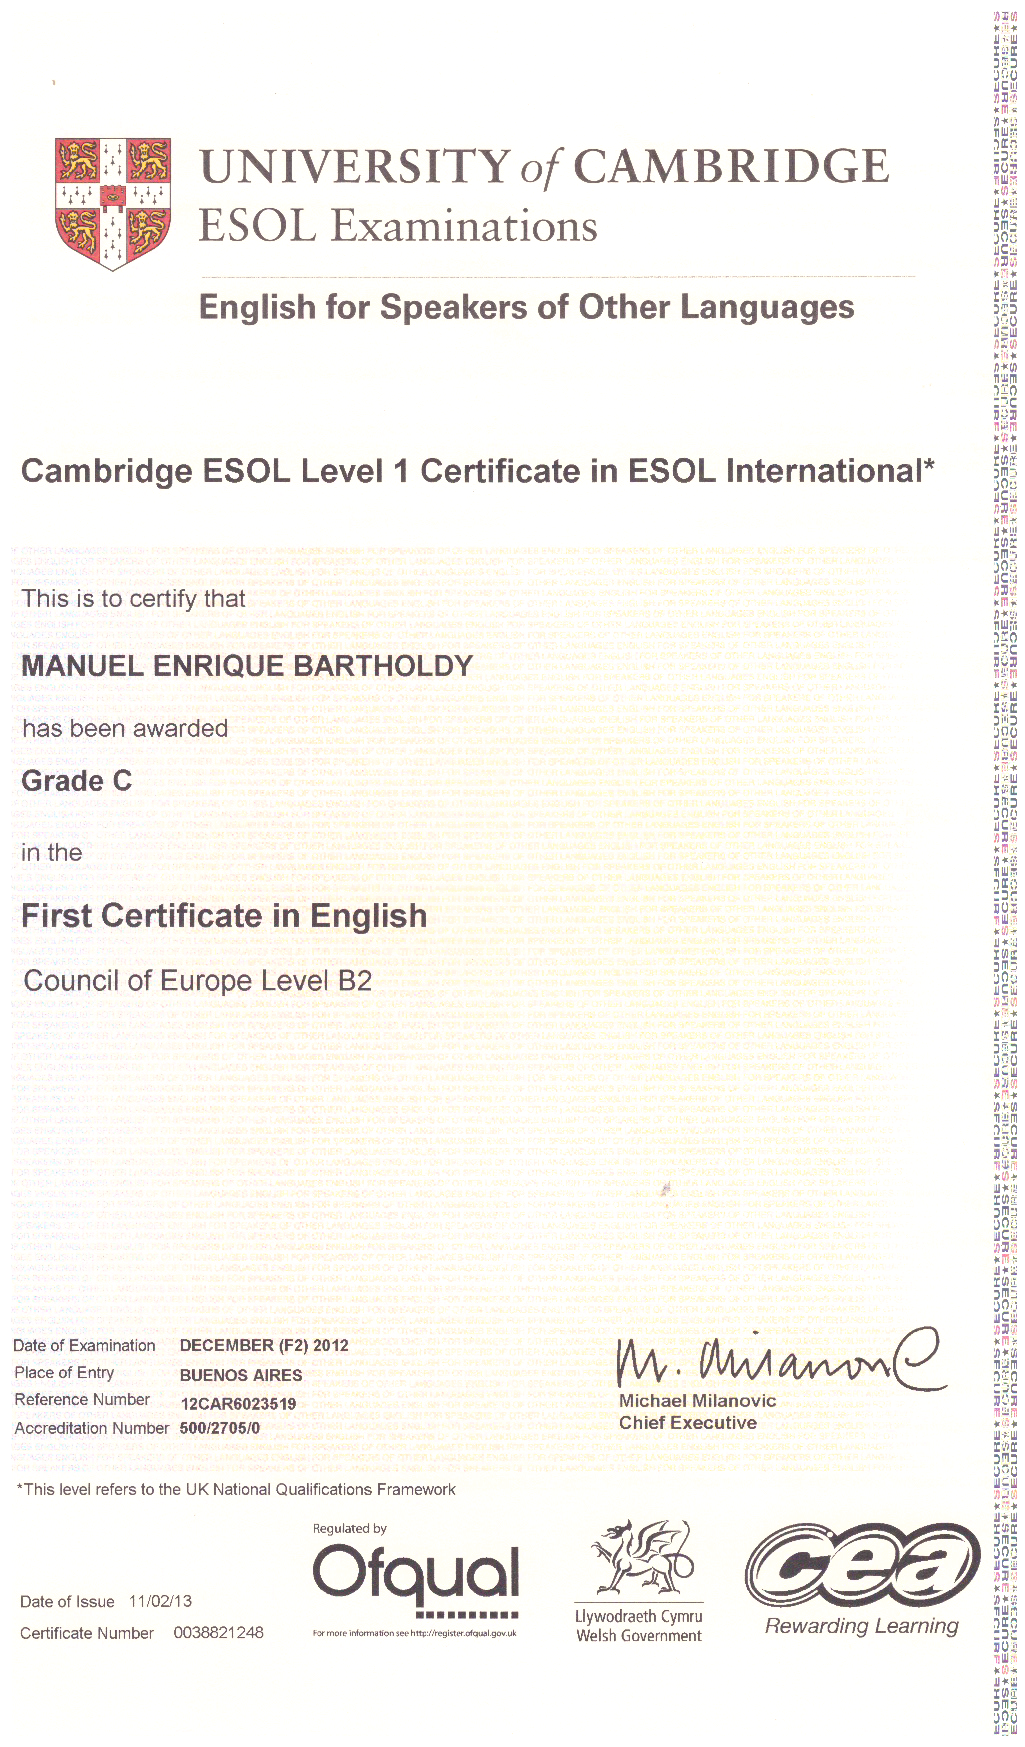 UNIVERSITY of CAMBRIDGE
ESOL Examinations
English for Speakers of Other Languages
Cambridge ESOL Level 1 Certificate in ESOL International*
This is to certify that
MANUEL ENRIQUE BARTHOLDY
has been awarded
Grade C
in the
First Certificate in English
Council of Europe Level B2
Date of Examination DECEMBER (F2) 2012
Place of Entry BUENOS AIRES
Reference Number 12CAR6023519
Accreditation Number 500/2705/0
M. Milanovic
Michael Milanovic
Chief Executive
*This level refers to the UK National Qualifications Framework
Regulated by
Ofqual
For more information see http://register.ofqual.gov.uk
Llywodraeth Cymru
Welsh Government
cea
Rewarding Learning
Date of Issue 11/02/13
Certificate Number 0038821248
SECURE★SECURE★SECURE★SECURE